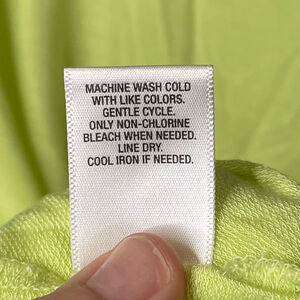 MACHINE WASH COLD
WITH LIKE COLORS.
GENTLE CYCLE.
ONLY NON-CHLORINE
BLEACH WHEN NEEDED.
LINE DRY.
COOL IRON IF NEEDED.